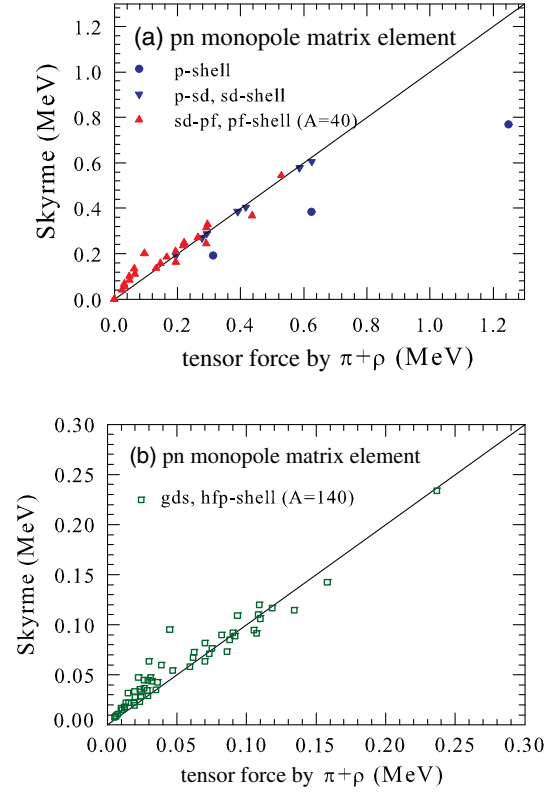 (a) pn monopole matrix element
p-shell
p-sd, sd-shell
sd-pf, pf-shell (A=40)
Skyrme (MeV)
1.2
1.0
0.8
0.6
0.4
0.2
0.0
0.0 0.2 0.4 0.6 0.8 1.0 1.2
tensor force by π+ρ (MeV)
(b) pn monopole matrix element
gds, hfp-shell (A=140)
Skyrme (MeV)
0.30
0.25
0.20
0.15
0.10
0.05
0.00
0.00 0.05 0.10 0.15 0.20 0.25 0.30
tensor force by π+ρ (MeV)